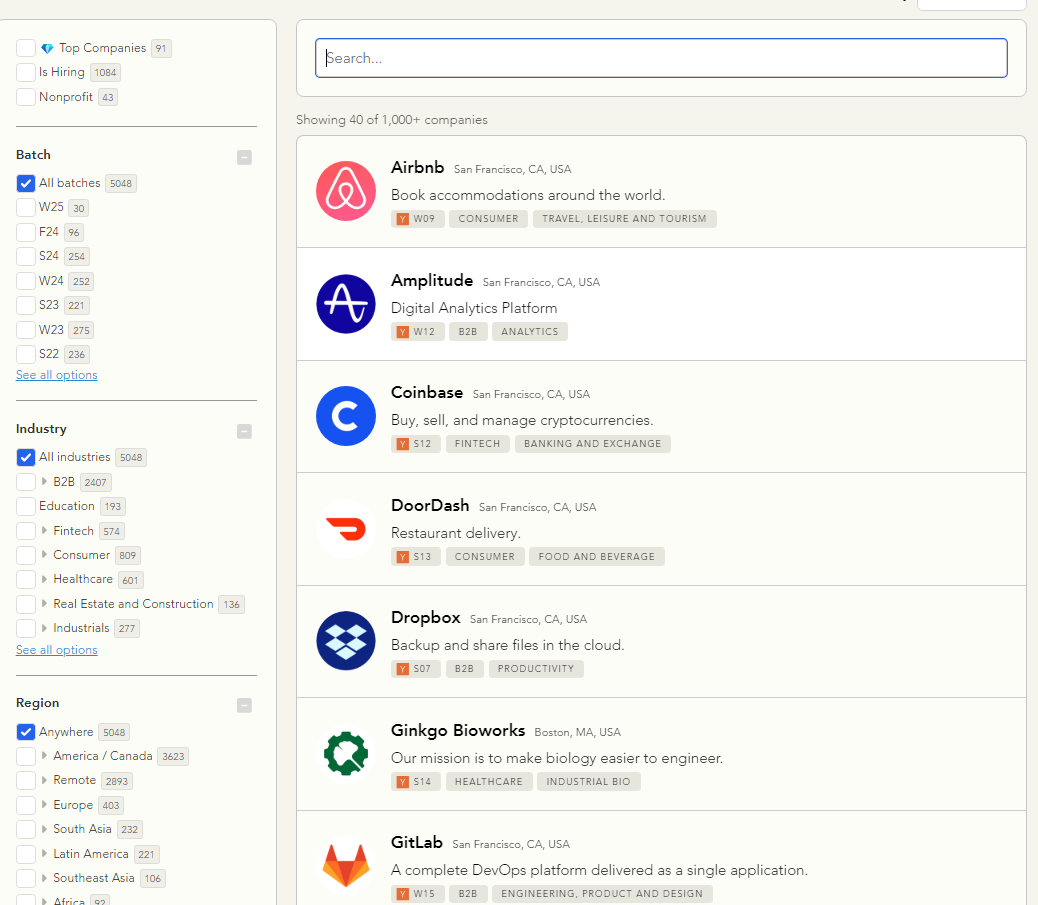 Top Companies 91
Is Hiring 1084
Nonprofit 43
Batch
All batches 5048
W25 30
F24 96
S24 254
W24 252
S23 221
W23 275
S22 236
See all options
Industry
All industries 5048
B2B 2407
Education 193
Fintech 574
Consumer 809
Healthcare 601
Real Estate and Construction 136
Industrials 277
See all options
Region
Anywhere 5048
America / Canada 3623
Remote 2893
Europe 403
South Asia 232
Latin America 221
Southeast Asia 106
Africa 92
Search...
Showing 40 of 1,000+ companies
Airbnb San Francisco, CA, USA
Book accommodations around the world.
Y W09 CONSUMER TRAVEL, LEISURE AND TOURISM
Amplitude San Francisco, CA, USA
Digital Analytics Platform
Y W12 B2B ANALYTICS
Coinbase San Francisco, CA, USA
Buy, sell, and manage cryptocurrencies.
Y S12 FINTECH BANKING AND EXCHANGE
DoorDash San Francisco, CA, USA
Restaurant delivery.
Y S13 CONSUMER FOOD AND BEVERAGE
Dropbox San Francisco, CA, USA
Backup and share files in the cloud.
Y S07 B2B PRODUCTIVITY
Ginkgo Bioworks Boston, MA, USA
Our mission is to make biology easier to engineer.
Y S14 HEALTHCARE INDUSTRIAL BIO
GitLab San Francisco, CA, USA
A complete DevOps platform delivered as a single application.
Y W15 B2B ENGINEERING, PRODUCT AND DESIGN